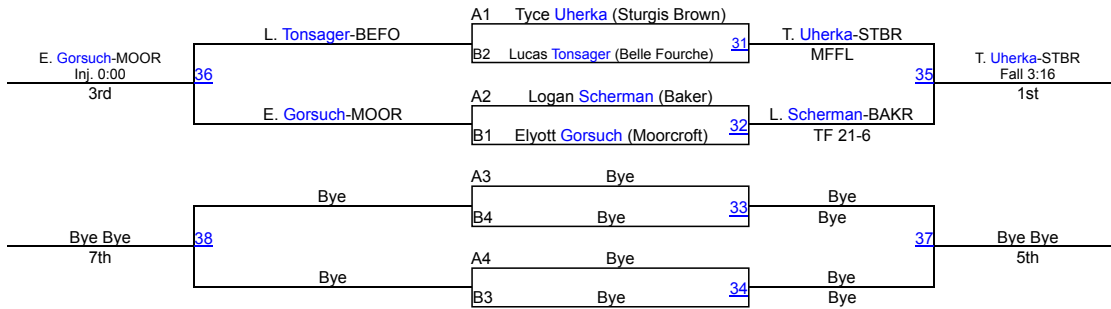 A1 Tyce Uherka (Sturgis Brown)
L. Tonsager-BEFO
31
T. Uherka-STBR
E. Gorsuch-MOOR
B2 Lucas Tonsager (Belle Fourche)
MFFL
T. Uherka-STBR
Inj. 0:00
36
35
Fall 3:16
3rd
A2 Logan Scherman (Baker)
1st
E. Gorsuch-MOOR
32
L. Scherman-BAKR
B1 Elyott Gorsuch (Moorcroft)
TF 21-6
A3 Bye
Bye
33
Bye
B4 Bye
Bye
Bye Bye
38
37
Bye Bye
7th
A4 Bye
5th
Bye
34
Bye
B3 Bye
Bye